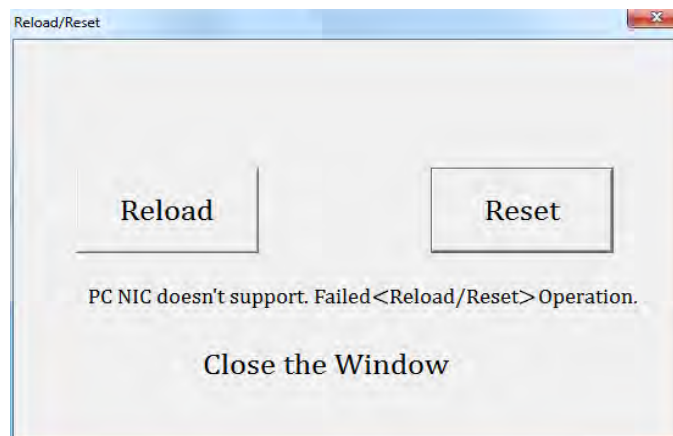 Reload/Reset
Reload
Reset
PC NIC doesn't support. Failed<Reload/Reset>Operation.
Close the Window